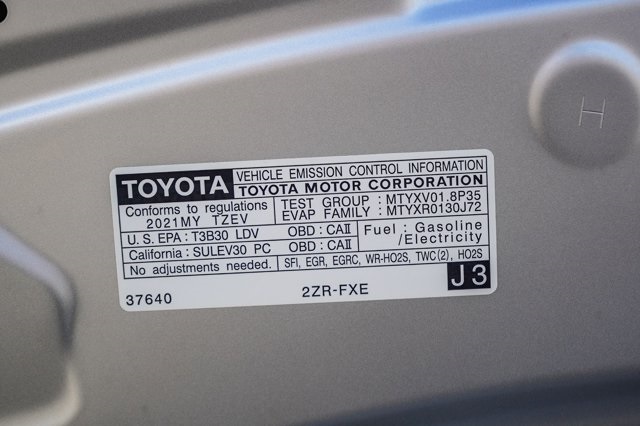 H
TOYOTA
VEHICLE EMISSION CONTROL INFORMATION
TOYOTA MOTOR CORPORATION
Conforms to regulations
2021MY TZEV
TEST GROUP : MTYXV01.8P35
EVAP FAMILY : MTYXR0130J72
U.S. EPA : T3B30 LDV OBD : CAⅡ
California : SULEV30 PC OBD : CAⅡ
Fuel : Gasoline
/Electricity
No adjustments needed.
SFI, EGR, EGRC, WR-HO2S, TWC(2), HO2S
J3
37640 2ZR-FXE